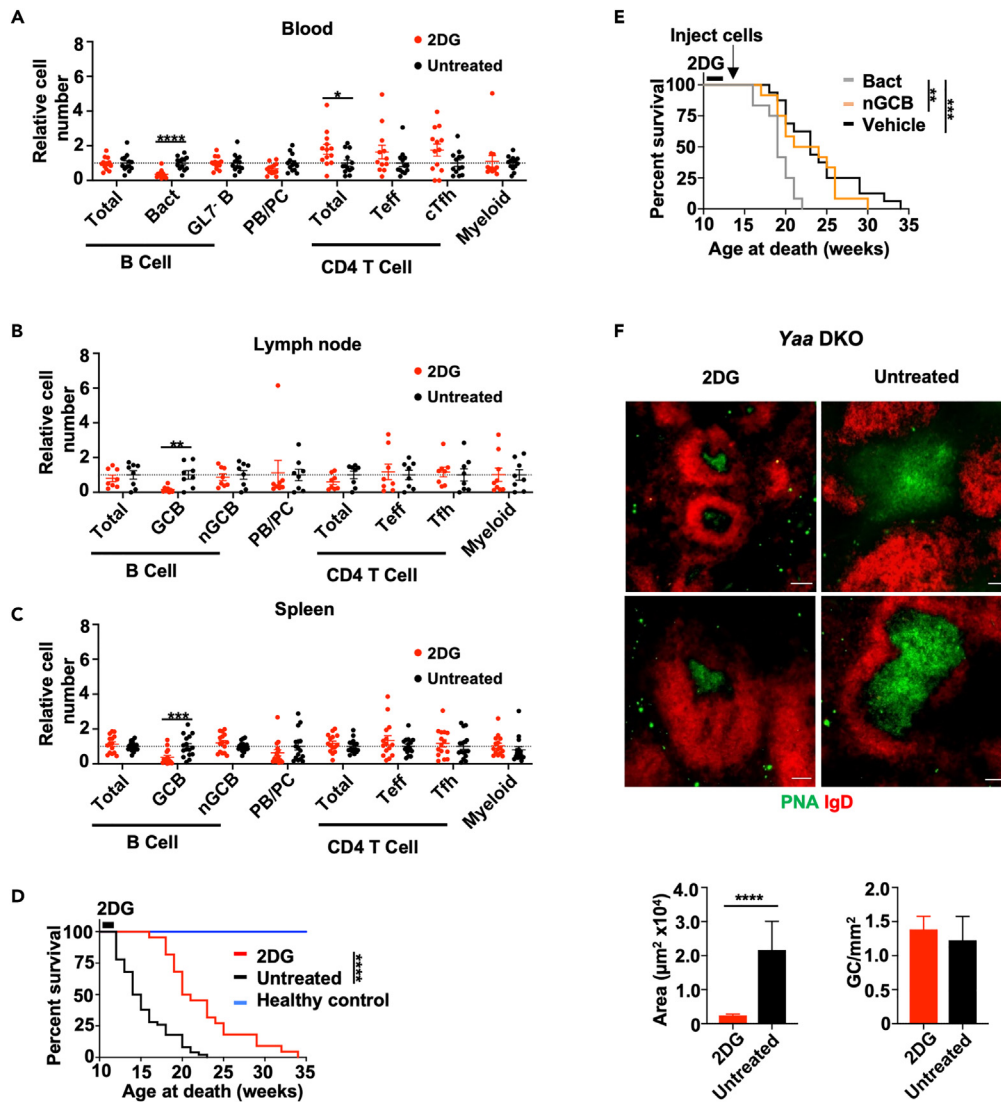 A
Blood
2DG
Untreated
Relative cell
number
8
6
4
2
0
*
****
Total
Bact
GL7- B
PB/PC
Total
Teff
cTfh
Myeloid
B Cell
CD4 T Cell
B
Lymph node
2DG
Untreated
Relative cell
number
8
6
4
2
0
**
Total
GCB
nGCB
PB/PC
Total
Teff
Tfh
Myeloid
B Cell
CD4 T Cell
C
Spleen
2DG
Untreated
Relative cell
number
8
6
4
2
0
***
Total
GCB
nGCB
PB/PC
Total
Teff
Tfh
Myeloid
B Cell
CD4 T Cell
D
2DG
Percent survival
100
75
50
25
0
2DG
Untreated
Healthy control
****
10 15 20 25 30 35
Age at death (weeks)
E
Inject cells
2DG
Percent survival
100
75
50
25
0
Bact
nGCB
Vehicle
**
***
10 15 20 25 30 35
Age at death (weeks)
F
Yaa DKO
2DG
Untreated
PNA IgD
Area (µm² x10⁴)
4.0
3.0
2.0
1.0
0
****
2DG
Untreated
GC/mm²
2.0
1.5
1.0
0.5
0
2DG
Untreated